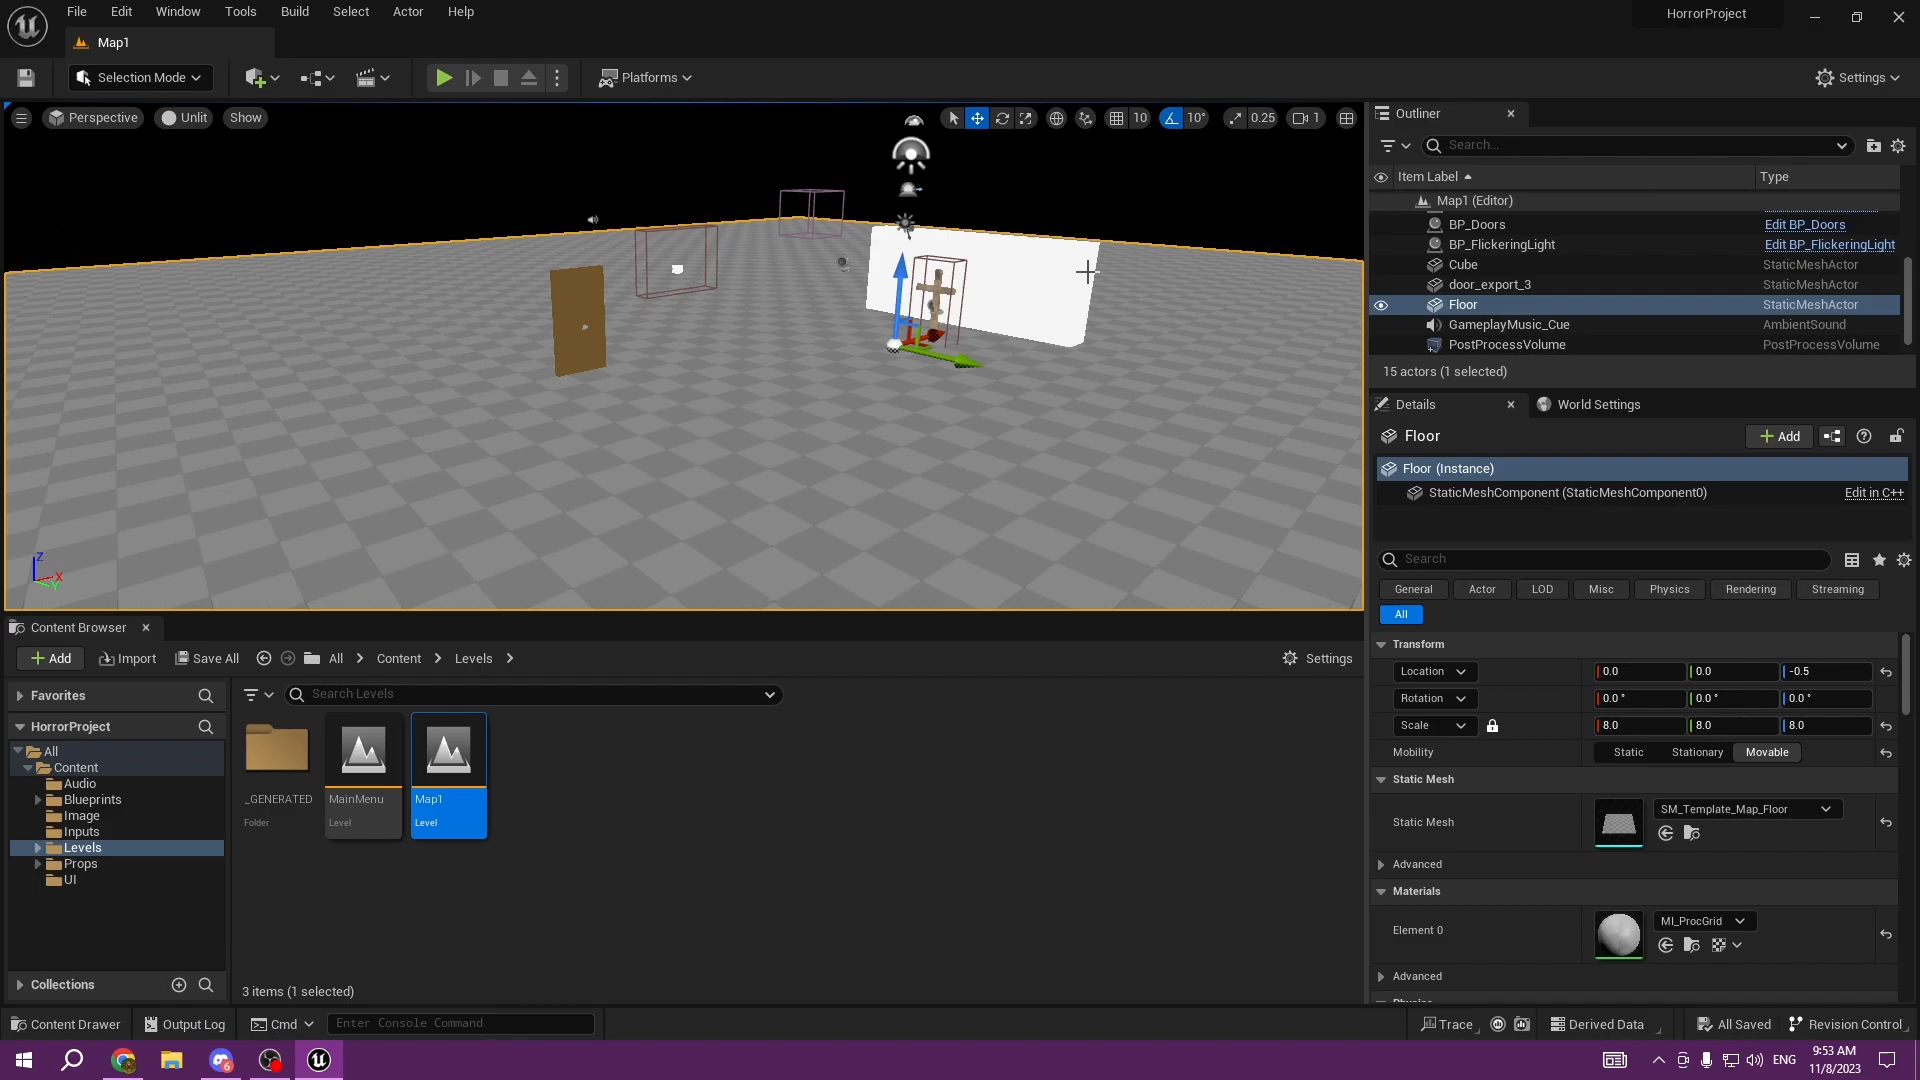 File Edit Window Tools Build Select Actor Help
HorrorProject
Map1
Selection Mode
Platforms
Settings
Perspective Unlit Show
10 10° 0.25 1
Z X Y
Outliner
Search...
Item Label Type
Map1 (Editor)
BP_Doors Edit BP_Doors
BP_FlickeringLight Edit BP_FlickeringLight
Cube StaticMeshActor
door_export_3 StaticMeshActor
Floor StaticMeshActor
GameplayMusic_Cue AmbientSound
PostProcessVolume PostProcessVolume
15 actors (1 selected)
Details World Settings
Floor Add
Floor (Instance)
StaticMeshComponent (StaticMeshComponent0) Edit in C++
Search
General Actor LOD Misc Physics Rendering Streaming
All
Transform
Location 0.0 0.0 -0.5
Rotation 0.0° 0.0° 0.0°
Scale 8.0 8.0 8.0
Mobility Static Stationary Movable
Static Mesh
SM_Template_Map_Floor
Static Mesh
Advanced
Materials
MI_ProcGrid
Element 0
Advanced
Physics
Content Browser
Add Import Save All All Content Levels Settings
Favorites
Search Levels
HorrorProject
All
Content
Audio
Blueprints
Image
Inputs
Levels
Props
UI
_GENERATED
Folder
MainMenu
Level
Map1
Level
Collections
3 items (1 selected)
Content Drawer Output Log Cmd Enter Console Command
Trace Derived Data All Saved Revision Control
6
ENG
9:53 AM
11/8/2023